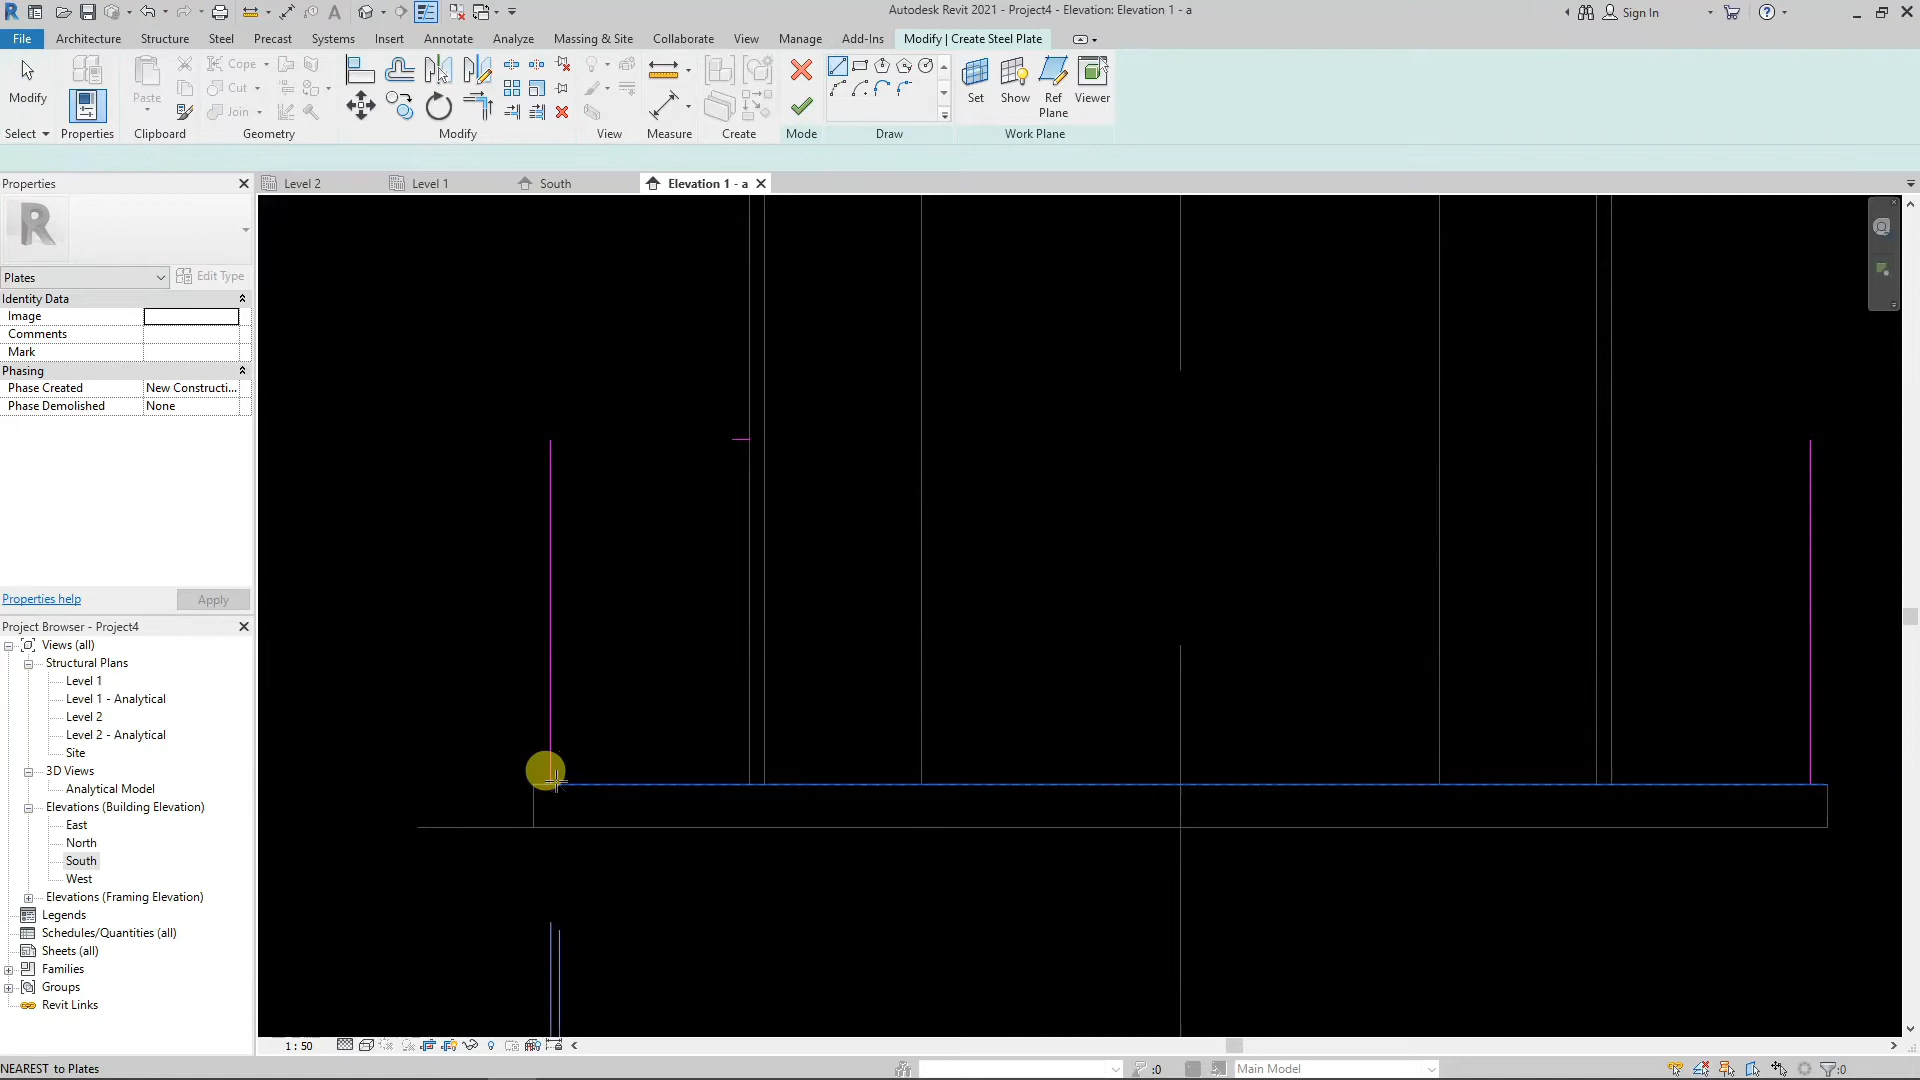 Autodesk Revit 2021 - Project4 - Elevation: Elevation 1 - a
Sign In
File Architecture Structure Steel Precast Systems Insert Annotate Analyze Massing & Site Collaborate View Manage Add-Ins Modify | Create Steel Plate
Modify
Paste
Cope
Cut
Join
Set Show Ref Plane Viewer
Select Properties Clipboard Geometry Modify View Measure Create Mode Draw Work Plane
Properties
Level 2 Level 1 South Elevation 1 - a
Plates Edit Type
Identity Data
Image
Comments
Mark
Phasing
Phase Created New Constructi...
Phase Demolished None
Properties help Apply
Project Browser - Project4
Views (all)
Structural Plans
Level 1
Level 1 - Analytical
Level 2
Level 2 - Analytical
Site
3D Views
Analytical Model
Elevations (Building Elevation)
East
North
South
West
Elevations (Framing Elevation)
Legends
Schedules/Quantities (all)
Sheets (all)
Families
Groups
Revit Links
1 : 50
NEAREST to Plates :0 Main Model :0